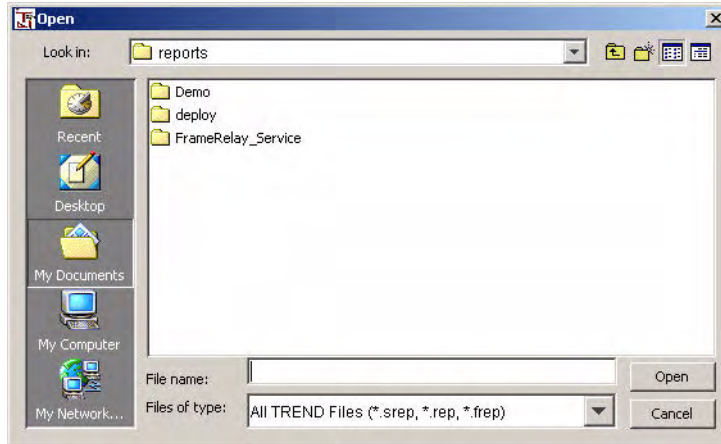 Open
Look in:
reports
Demo
deploy
FrameRelay_Service
Recent
Desktop
My Documents
My Computer
My Network...
File name:
Open
Files of type:
All TREND Files (*.srep, *.rep, *.frep)
Cancel